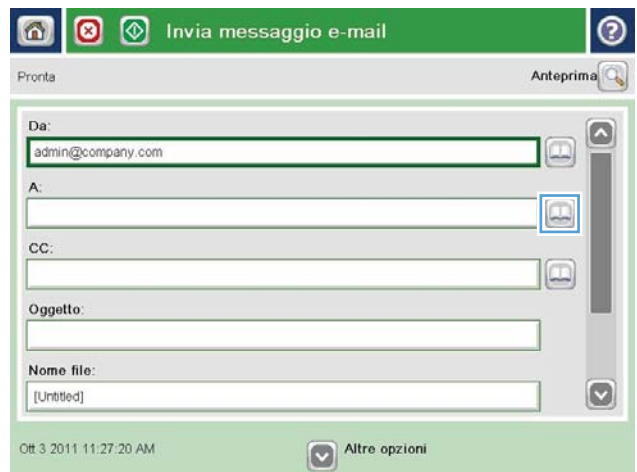 Invia messaggio e-mail
Pronta
Anteprima
Da:
admin@company.com
A:
CC:
Oggetto:
Nome file:
[Untitled]
Ott 3 2011 11:27:20 AM
Altre opzioni